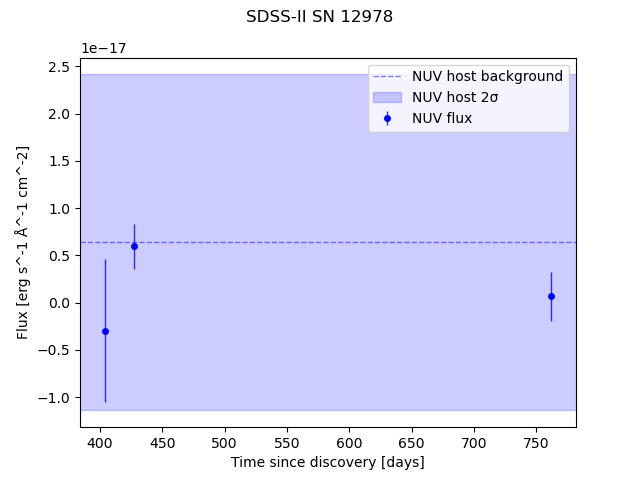 SDSS-II SN 12978
1e−17
NUV host background
NUV host 2σ
NUV flux
2.5
2.0
1.5
1.0
0.5
0.0
−0.5
−1.0
Flux [erg s^-1 Å^-1 cm^-2]
400 450 500 550 600 650 700 750
Time since discovery [days]